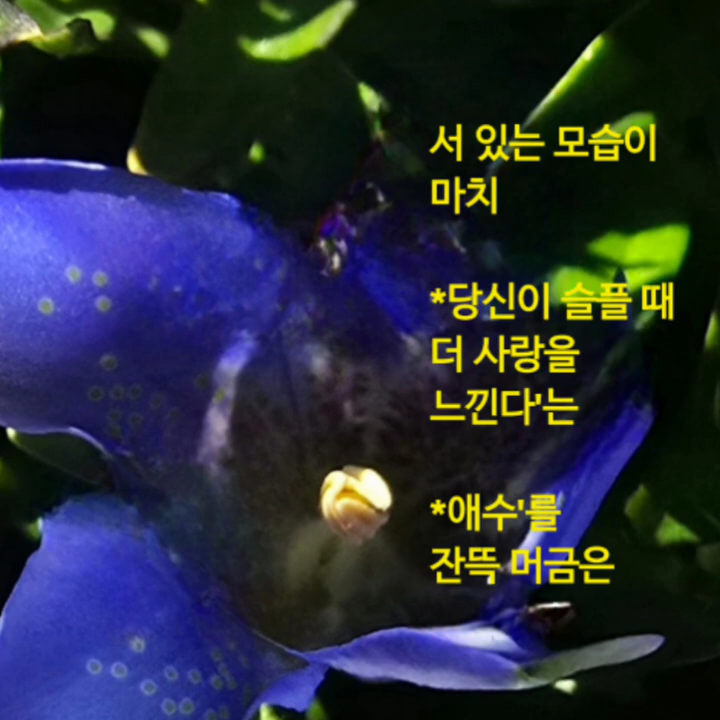 서 있는 모습이
마치
*당신이 슬플 때
더 사랑을
느낀다'는
*애수'를
잔뜩 머금은